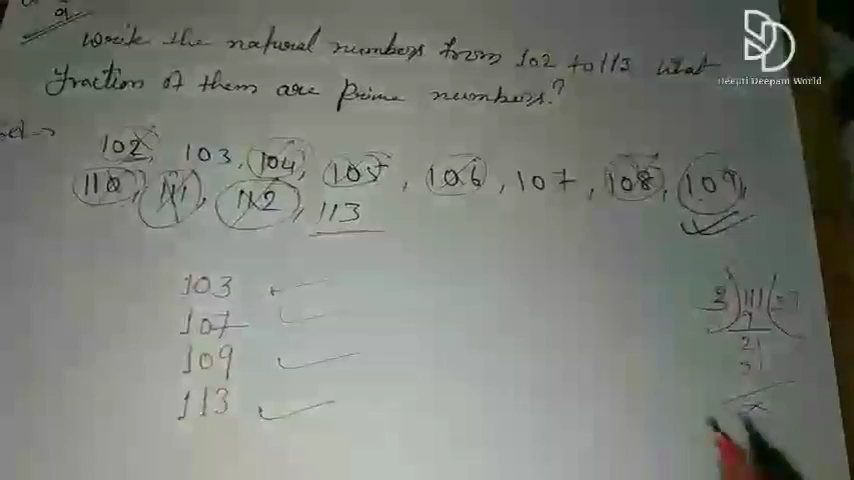 9
Write the natural numbers from 102 to 113 what
fraction of them are prime numbers.?
102, 103, 104, 105, 106, 107, 108, 109,
110, 111, 112, 113
103
107
109
113
3)111(37
9
21
21
x
Deepti Deepam World